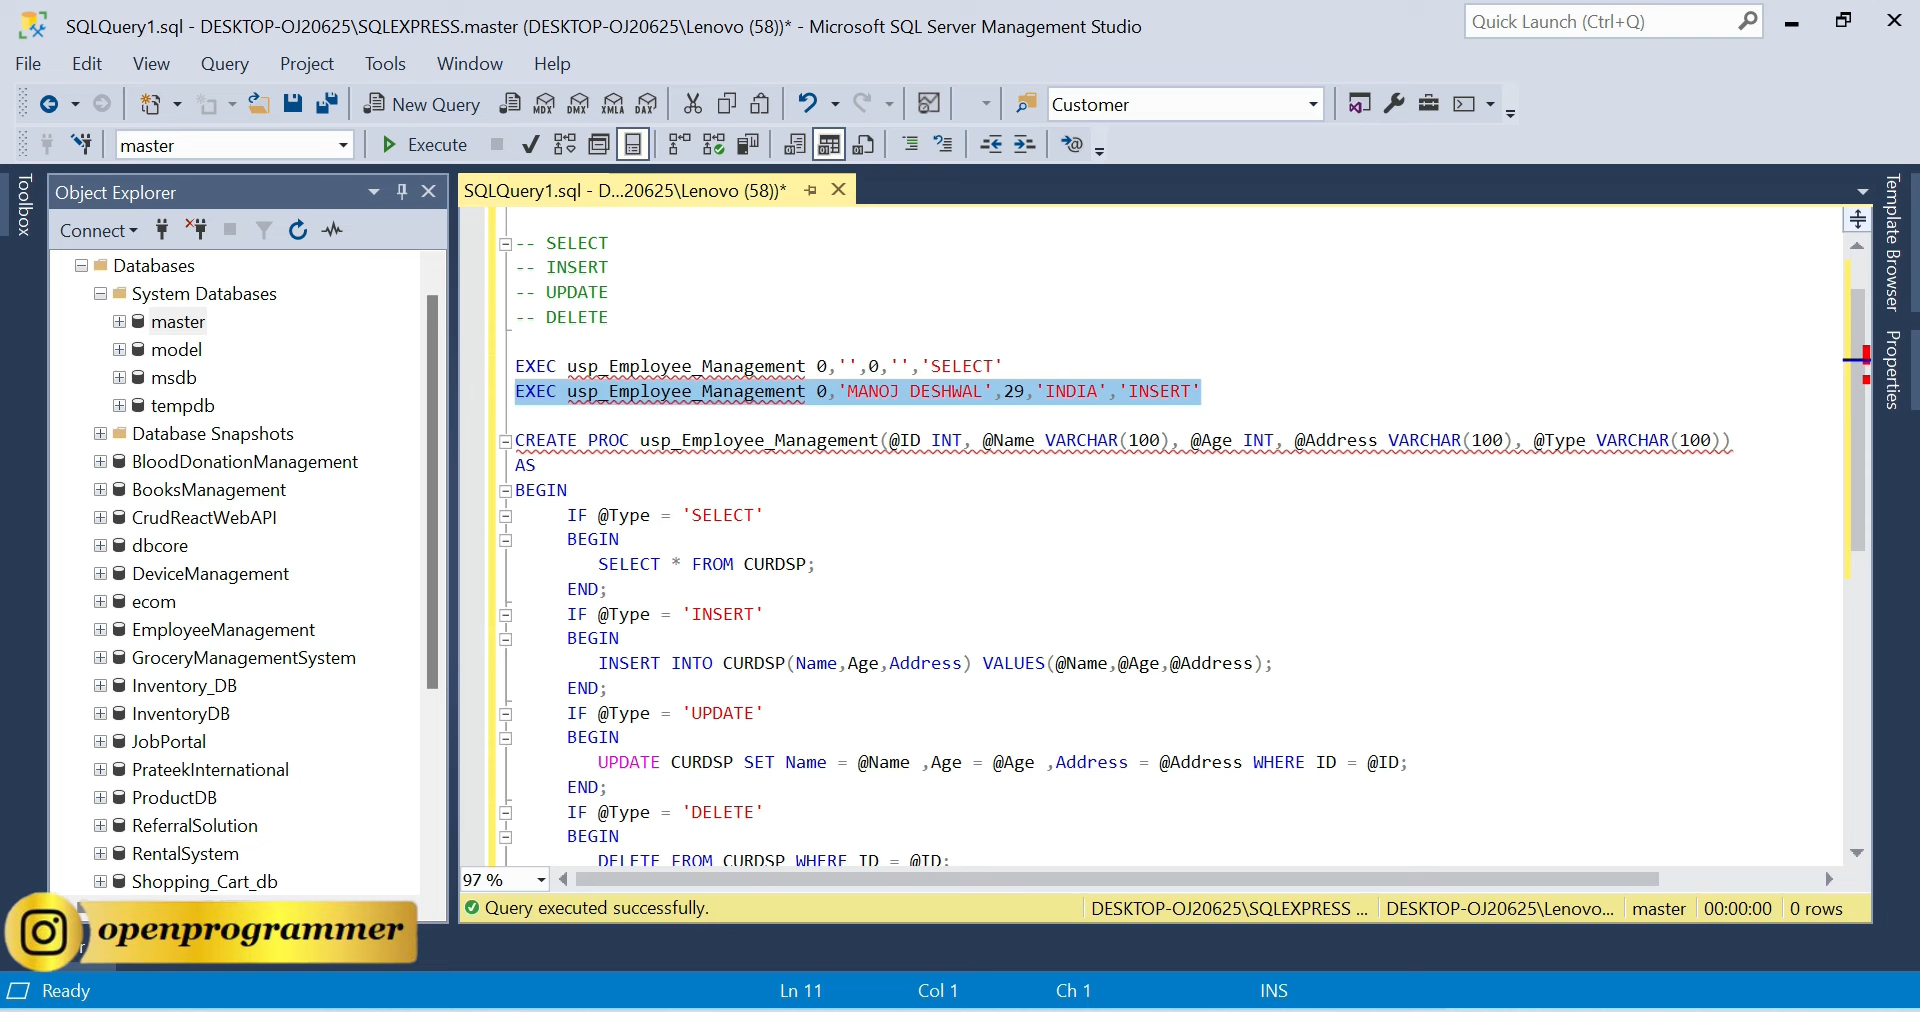 SQLQuery1.sql - DESKTOP-OJ20625\SQLEXPRESS.master (DESKTOP-OJ20625\Lenovo (58))* - Microsoft SQL Server Management Studio
Quick Launch (Ctrl+Q)
File Edit View Query Project Tools Window Help
New Query MDX DMX XMLA DAX Customer
master Execute
Toolbox
Object Explorer
Connect
Databases
System Databases
master
model
msdb
tempdb
Database Snapshots
BloodDonationManagement
BooksManagement
CrudReactWebAPI
dbcore
DeviceManagement
ecom
EmployeeManagement
GroceryManagementSystem
Inventory_DB
InventoryDB
JobPortal
PrateekInternational
ProductDB
ReferralSolution
RentalSystem
Shopping_Cart_db
SQLQuery1.sql - D...20625\Lenovo (58))*
-- SELECT
-- INSERT
-- UPDATE
-- DELETE
EXEC usp_Employee_Management 0,'',0,'','SELECT'
EXEC usp_Employee_Management 0,'MANOJ DESHWAL',29,'INDIA','INSERT'
CREATE PROC usp_Employee_Management(@ID INT, @Name VARCHAR(100), @Age INT, @Address VARCHAR(100), @Type VARCHAR(100))
AS
BEGIN
IF @Type = 'SELECT'
BEGIN
SELECT * FROM CURDSP;
END;
IF @Type = 'INSERT'
BEGIN
INSERT INTO CURDSP(Name,Age,Address) VALUES(@Name,@Age,@Address);
END;
IF @Type = 'UPDATE'
BEGIN
UPDATE CURDSP SET Name = @Name ,Age = @Age ,Address = @Address WHERE ID = @ID;
END;
IF @Type = 'DELETE'
BEGIN
DELETE FROM CURDSP WHERE ID = @ID;
97 %
Query executed successfully.
DESKTOP-OJ20625\SQLEXPRESS ... DESKTOP-OJ20625\Lenovo... master 00:00:00 0 rows
Template Browser
Properties
openprogrammer
Ready Ln 11 Col 1 Ch 1 INS